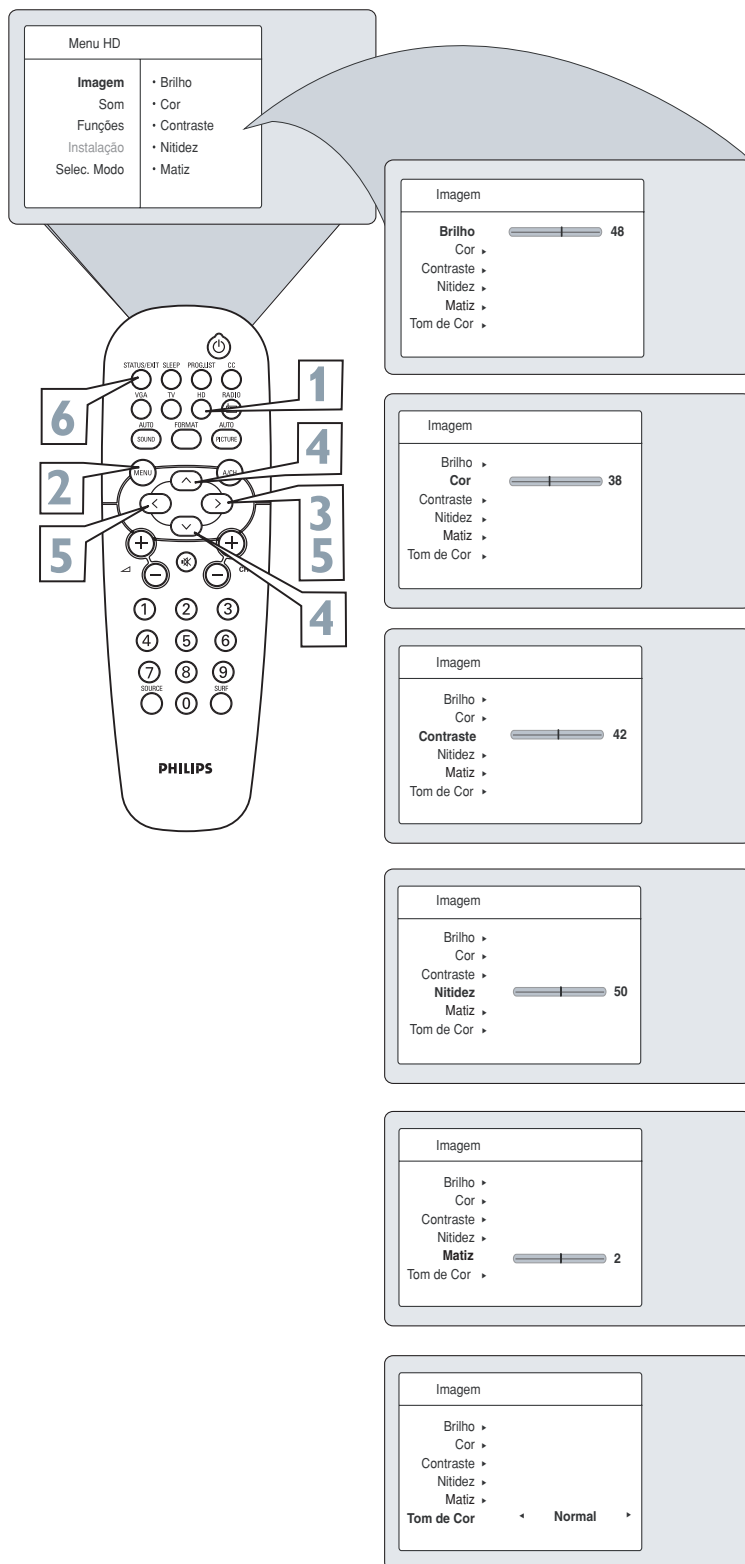 Menu HD
Imagem
Som
Funções
Instalação
Selec. Modo
• Brilho
• Cor
• Contraste
• Nitidez
• Matiz
STATUS/EXIT SLEEP PROG.LIST CC
VGA TV HD RADIO
AUTO FORMAT AUTO
SOUND PICTURE
MENU A/CH
6
1
2
4
5
3
5
4
1 2 3
4 5 6
7 8 9
SOURCE 0 SURF
PHILIPS
Imagem
Brilho 48
Cor
Contraste
Nitidez
Matiz
Tom de Cor
Imagem
Brilho
Cor 38
Contraste
Nitidez
Matiz
Tom de Cor
Imagem
Brilho
Cor
Contraste 42
Nitidez
Matiz
Tom de Cor
Imagem
Brilho
Cor
Contraste
Nitidez 50
Matiz
Tom de Cor
Imagem
Brilho
Cor
Contraste
Nitidez
Matiz 2
Tom de Cor
Imagem
Brilho
Cor
Contraste
Nitidez
Matiz
Tom de Cor Normal